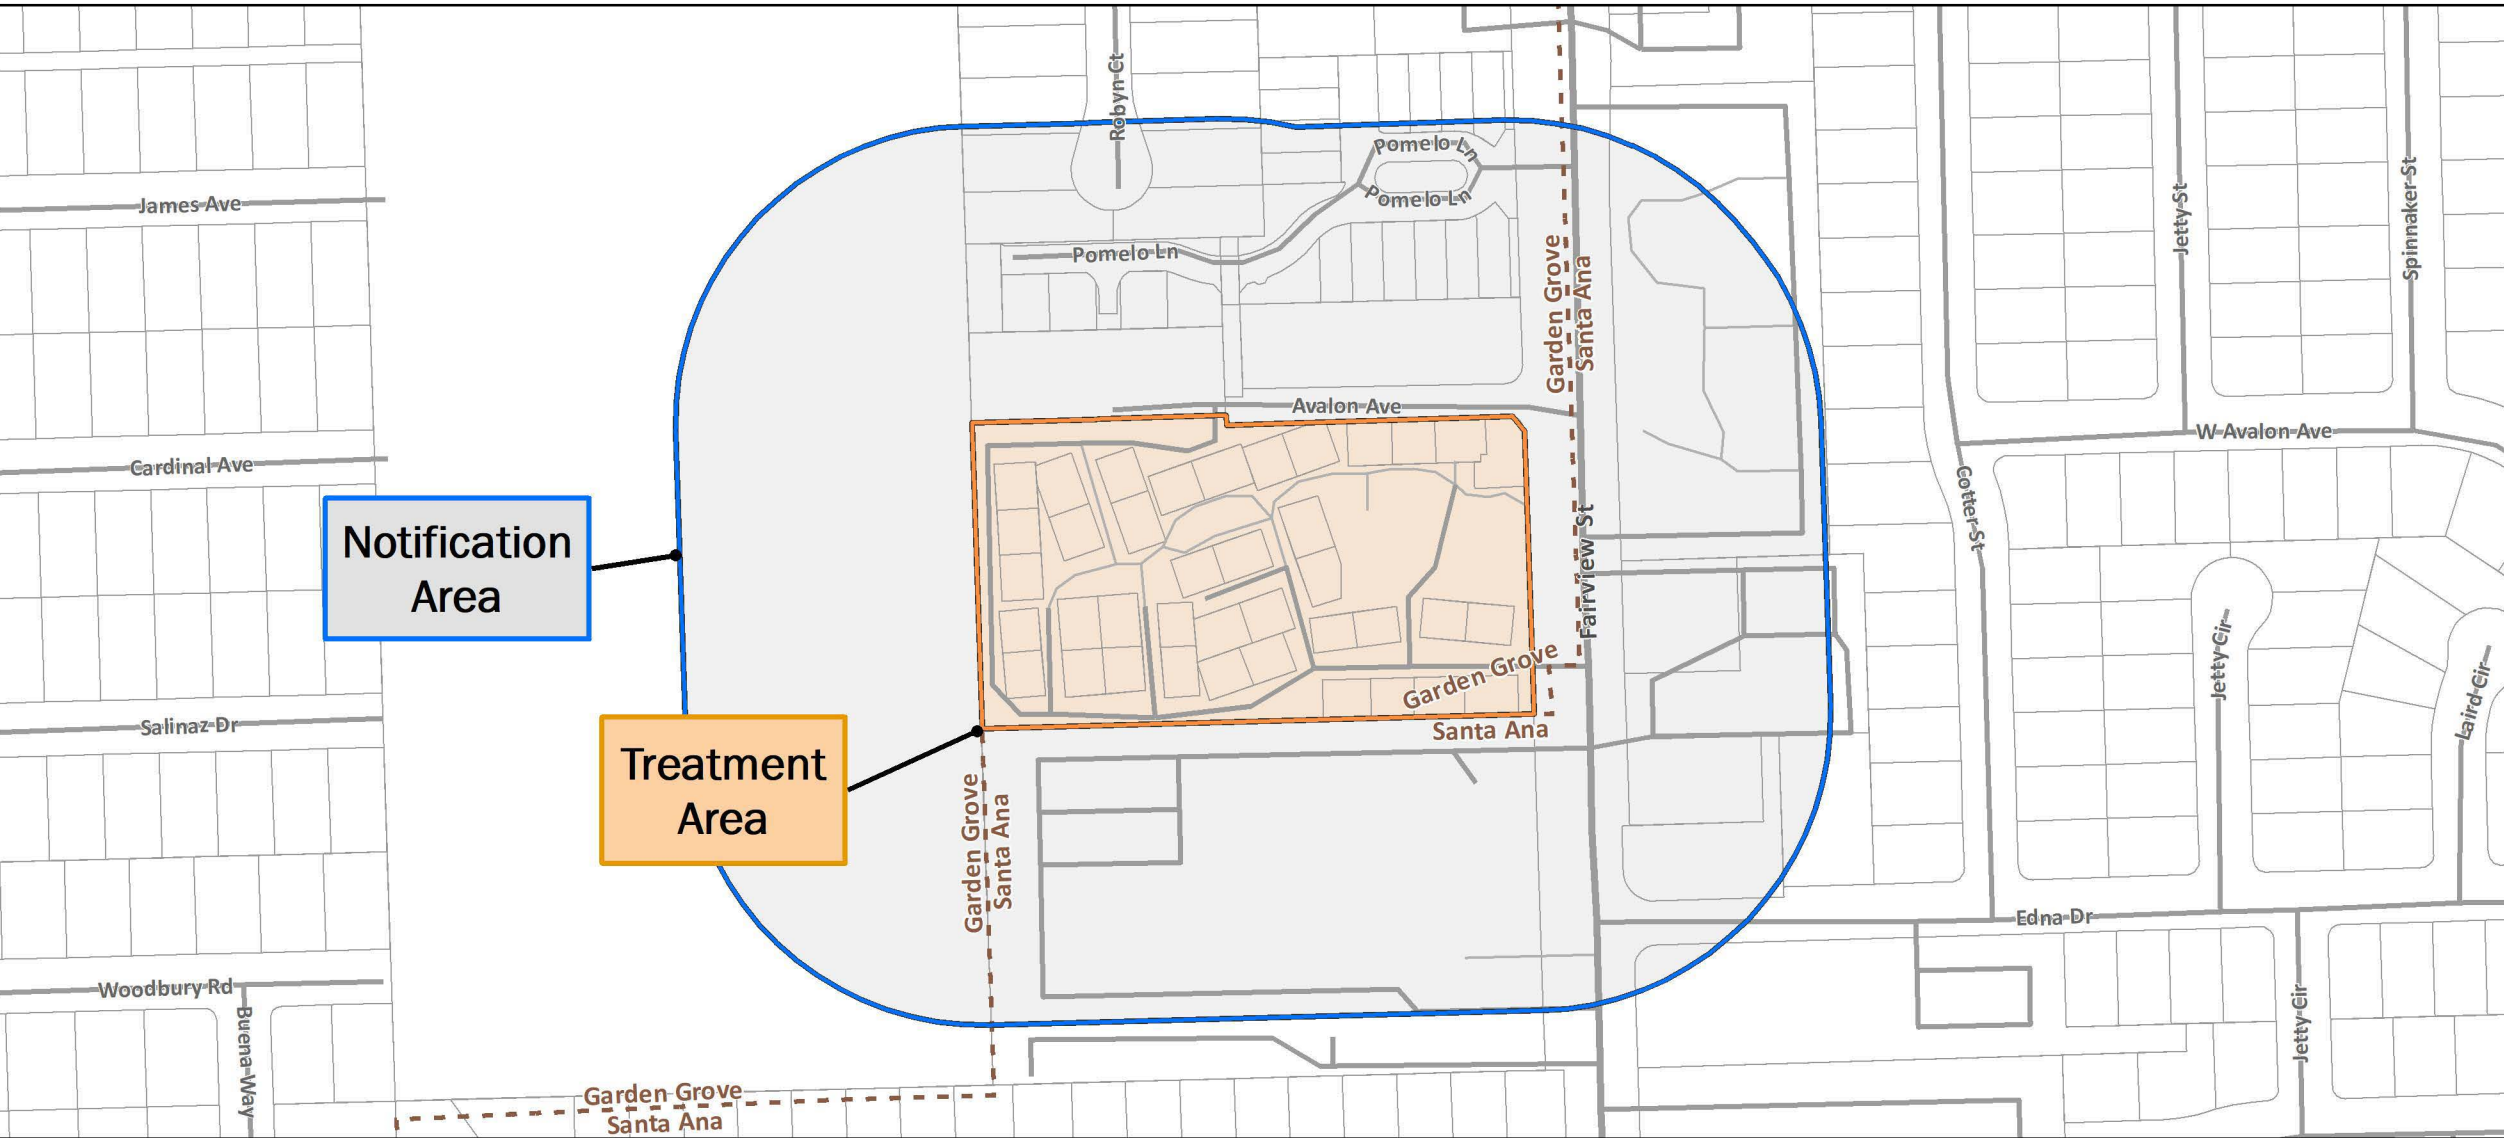 Robyn Ct
Pomelo Ln
Pomelo Ln
Pomelo Ln
James Ave
Jetty St
Spinnaker St
Garden Grove
Santa Ana
Avalon Ave
W Avalon Ave
Cardinal Ave
Cotter St
Notification
Area
Fairview St
Jetty Cir
Laird Cir
Garden Grove
Santa Ana
Salinaz Dr
Treatment
Area
Garden Grove
Santa Ana
Edna Dr
Woodbury Rd
Buena Way
Jetty Cir
Garden Grove
Santa Ana